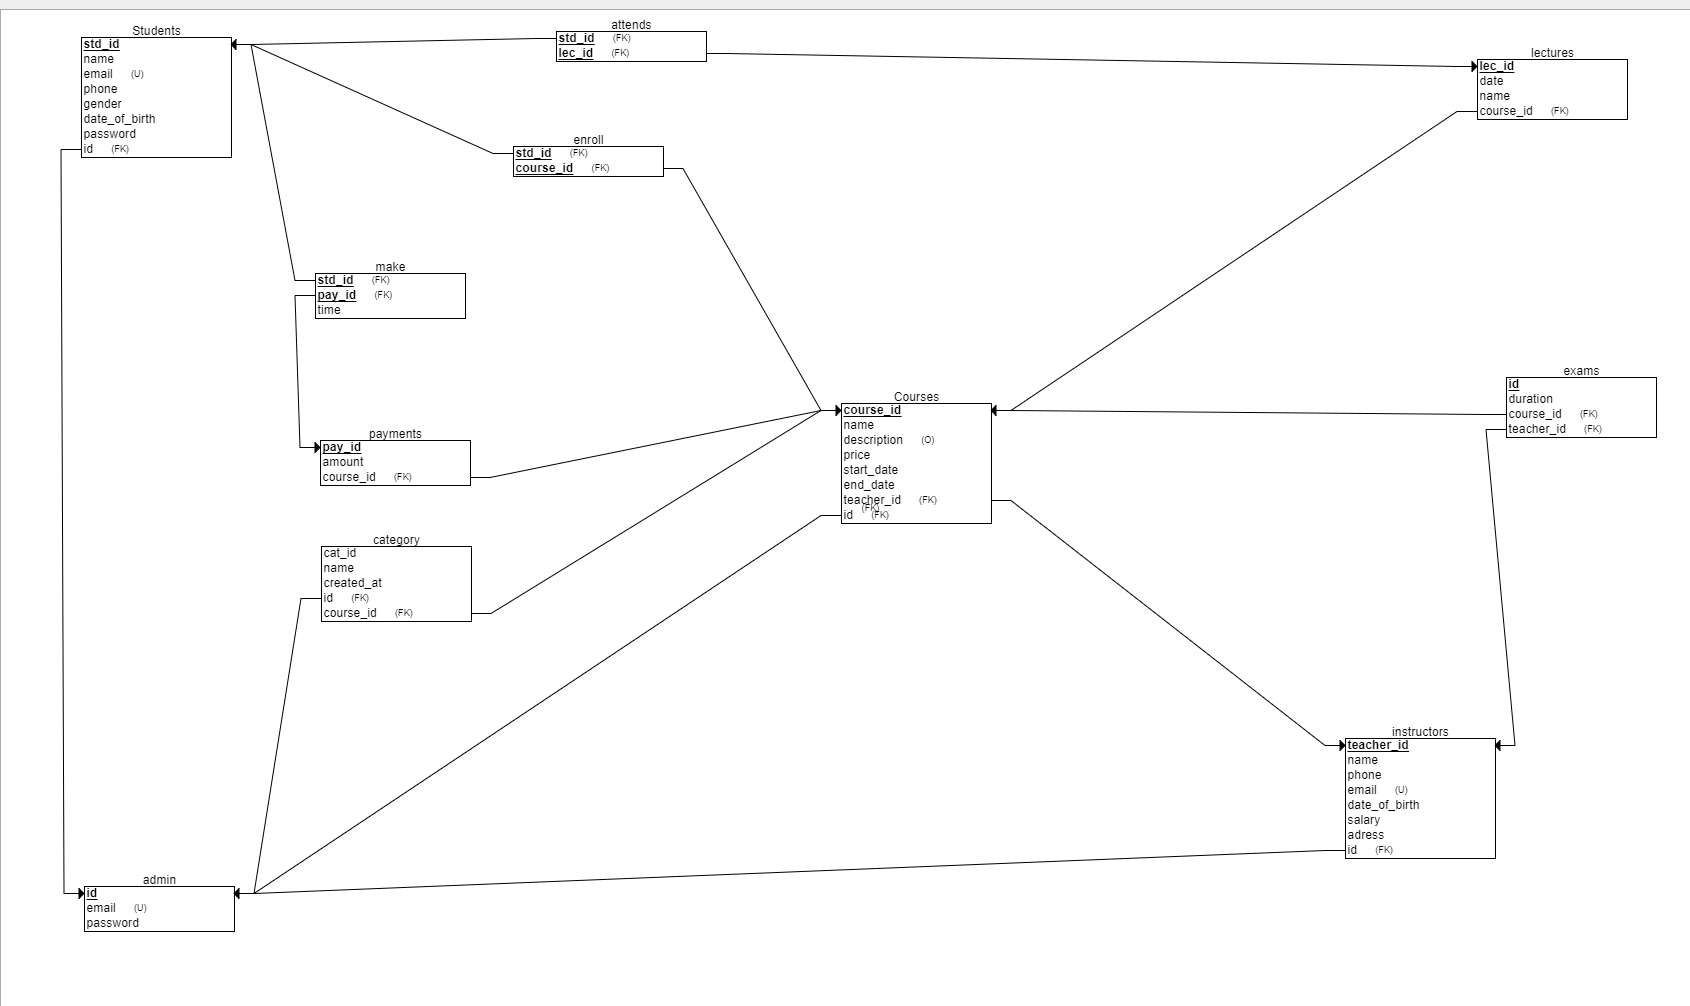 Students
std_id
name
email (U)
phone
gender
date_of_birth
password
id (FK)
attends
std_id (FK)
lec_id (FK)
lectures
lec_id
date
name
course_id (FK)
enroll
std_id (FK)
course_id (FK)
make
std_id (FK)
pay_id (FK)
time
payments
pay_id
amount
course_id (FK)
Courses
course_id
name
description (O)
price
start_date
end_date
teacher_id (FK)
(FK)
id (FK)
exams
id
duration
course_id (FK)
teacher_id (FK)
category
cat_id
name
created_at
id (FK)
course_id (FK)
instructors
teacher_id
name
phone
email (U)
date_of_birth
salary
adress
id (FK)
admin
id
email (U)
password